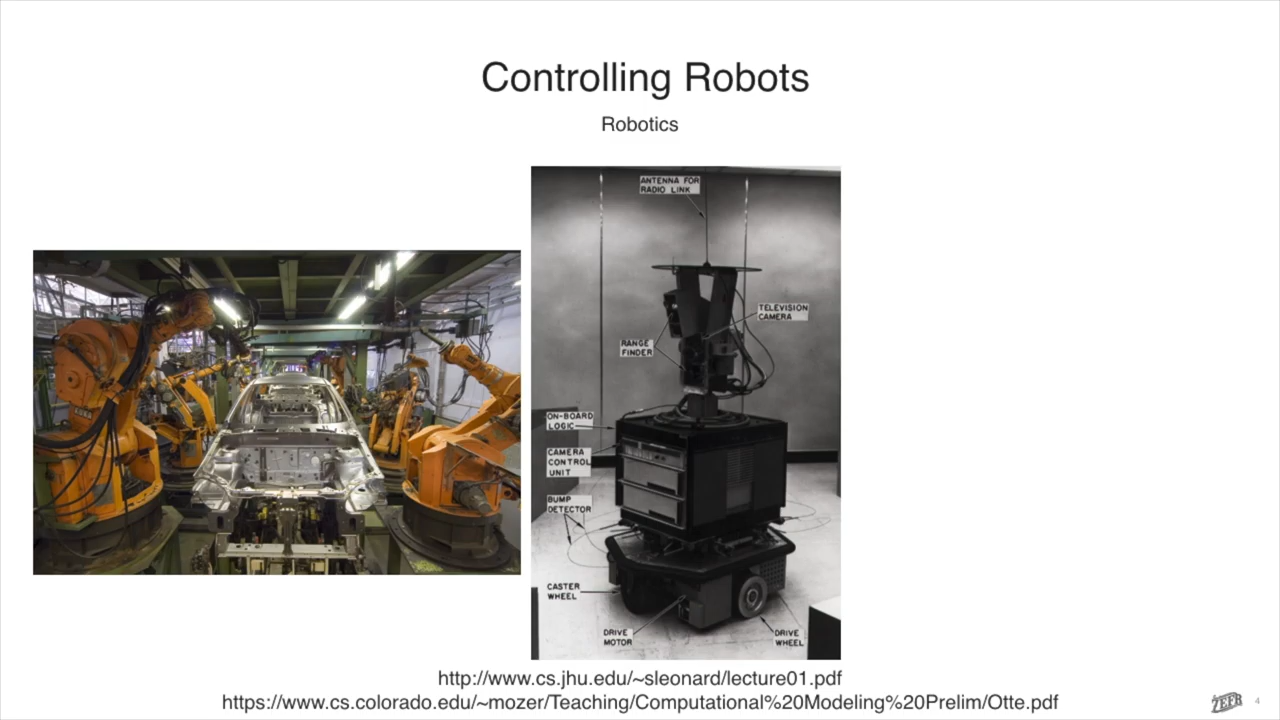 Controlling Robots
Robotics
ANTENNA FOR
RADIO LINK
TELEVISION
CAMERA
RANGE
FINDER
ON-BOARD
LOGIC
CAMERA
CONTROL
UNIT
BUMP
DETECTOR
CASTER
WHEEL
DRIVE
MOTOR
DRIVE
WHEEL
http://www.cs.jhu.edu/~sleonard/lecture01.pdf
https://www.cs.colorado.edu/~mozer/Teaching/Computational%20Modeling%20Prelim/Otte.pdf
ZEFR
4